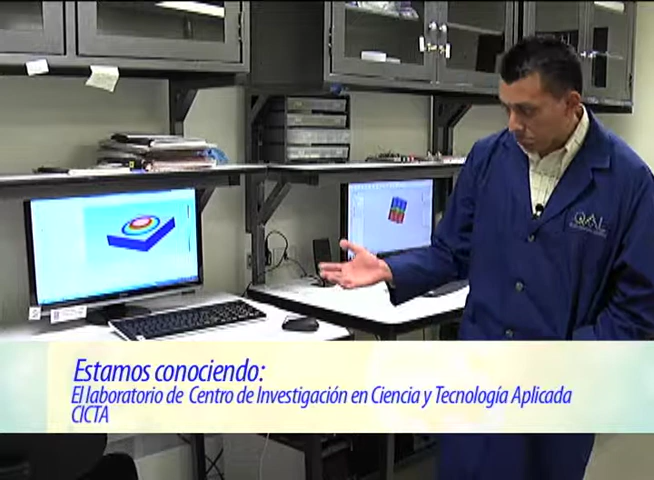 Estamos conociendo:
El laboratorio de Centro de Investigación en Ciencia y Tecnología Aplicada
CICTA